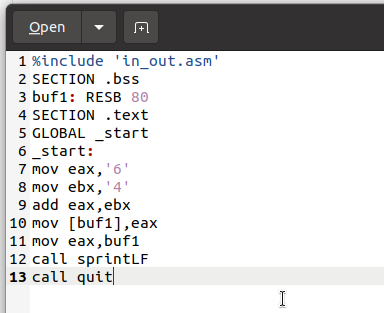 Open
1 %include 'in_out.asm'
2 SECTION .bss
3 buf1: RESB 80
4 SECTION .text
5 GLOBAL _start
6 _start:
7 mov eax,'6'
8 mov ebx,'4'
9 add eax,ebx
10 mov [buf1],eax
11 mov eax,buf1
12 call sprintLF
13 call quit